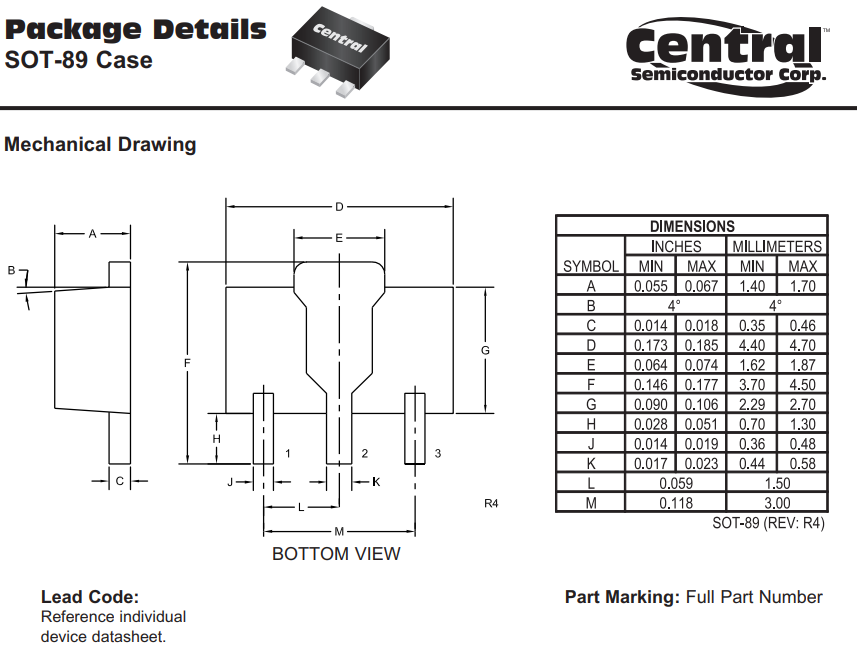 Package Details
SOT-89 Case
Central
Central™
Semiconductor Corp.
Mechanical Drawing
D
A
E
B
F
G
H
1
2
3
C
J
K
L
R4
M
BOTTOM VIEW
DIMENSIONS
INCHES MILLIMETERS
SYMBOL MIN MAX MIN MAX
A 0.055 0.067 1.40 1.70
B 4° 4°
C 0.014 0.018 0.35 0.46
D 0.173 0.185 4.40 4.70
E 0.064 0.074 1.62 1.87
F 0.146 0.177 3.70 4.50
G 0.090 0.106 2.29 2.70
H 0.028 0.051 0.70 1.30
J 0.014 0.019 0.36 0.48
K 0.017 0.023 0.44 0.58
L 0.059 1.50
M 0.118 3.00
SOT-89 (REV: R4)
Lead Code:
Reference individual
device datasheet.
Part Marking: Full Part Number